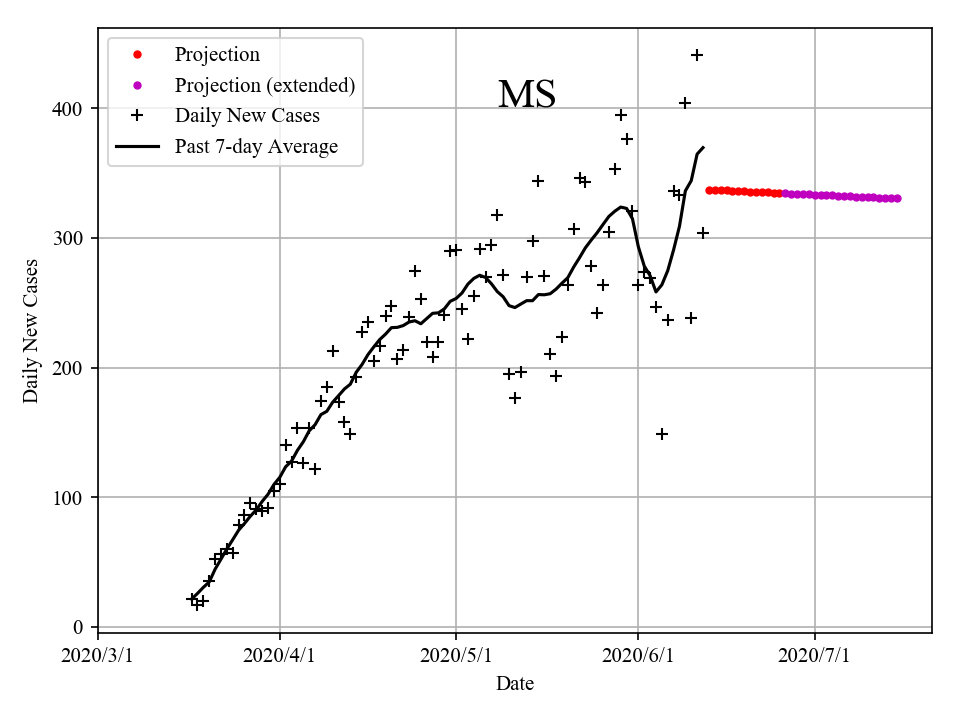 Projection
Projection (extended)
Daily New Cases
Past 7-day Average
MS
400
300
200
100
0
Daily New Cases
2020/3/1 2020/4/1 2020/5/1 2020/6/1 2020/7/1
Date